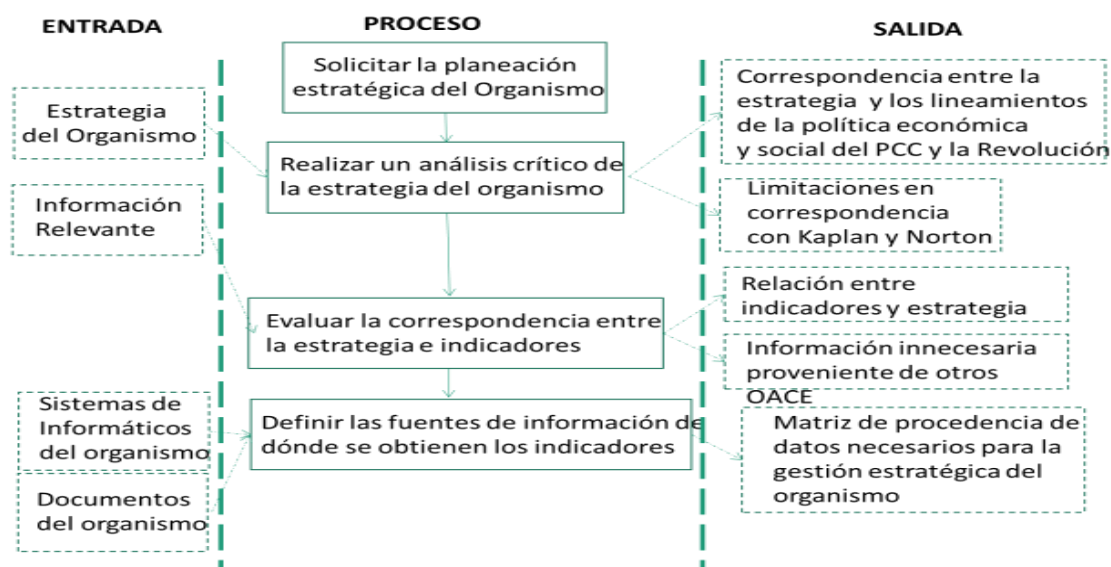 ENTRADA
PROCESO
SALIDA
Solicitar la planeación
estratégica del Organismo
Estrategia
del Organismo
Realizar un análisis crítico de
la estrategia del organismo
Correspondencia entre la
estrategia y los lineamientos
de la política económica
y social del PCC y la Revolución
Limitaciones en
correspondencia
con Kaplan y Norton
Información
Relevante
Evaluar la correspondencia entre
la estrategia e indicadores
Relación entre
indicadores y estrategia
Información innecesaria
proveniente de otros
OACE
Sistemas de
Informáticos
del organismo
Documentos
del organismo
Definir las fuentes de información de
dónde se obtienen los indicadores
Matriz de procedencia de
datos necesarios para la
gestión estratégica del
organismo